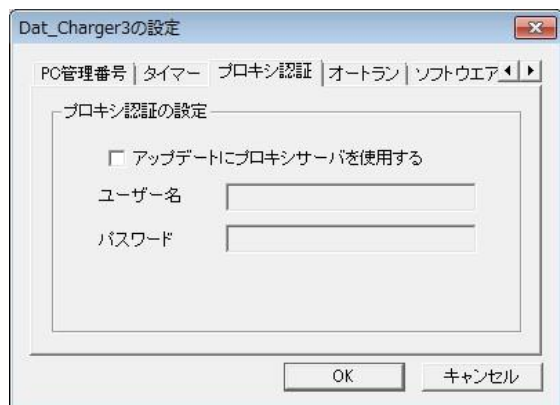 Dat_Charger3の設定
PC管理番号 タイマー プロキシ認証 オートラン ソフトウエア
プロキシ認証の設定
アップデートにプロキシサーバを使用する
ユーザー名
パスワード
OK キャンセル